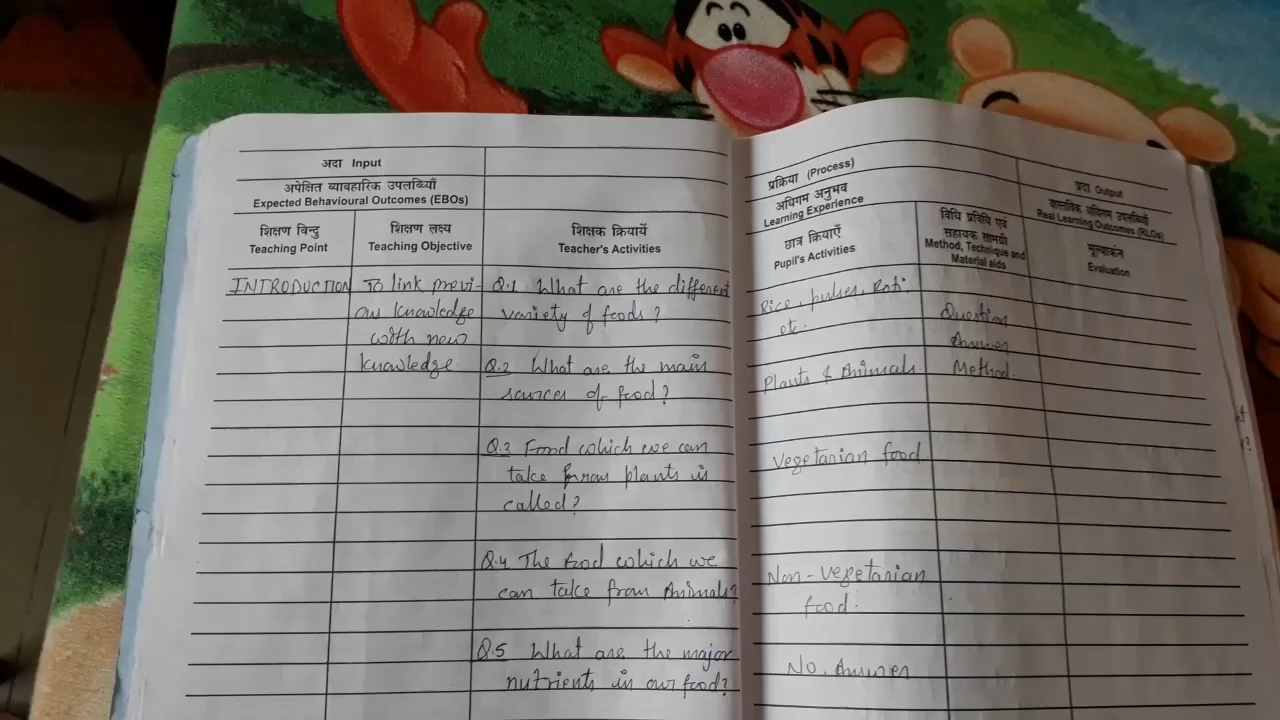 अदा Input
अपेक्षित व्यावहारिक उपलब्धियाँ
Expected Behavioural Outcomes (EBOs)
शिक्षण बिन्दु
Teaching Point
शिक्षण लक्ष्य
Teaching Objective
शिक्षक क्रियायें
Teacher's Activities
INTRODUCTION
To link previ-
ous knowledge
with new
knowledge
Q.1 What are the different
variety of foods?
Q.2 What are the main
sources of food?
Q.3 Food which we can
take from plants is
called?
Q.4 The food which we
can take from Animals?
Q.5 What are the major
nutrients in our food?
प्रक्रिया (Process)
अधिगम अनुभव
Learning Experience
छात्र क्रियाएँ
Pupil's Activities
विधि प्रविधि एवं
सहायक सामग्री
Method, Technique and
Material aids
प्रदा Output
वास्तविक अधिगम उपलब्धियाँ
Real Learning Outcomes (RLOs)
मूल्याकंन
Evaluation
Rice, pulses, Roti
etc.
Plants & Animals.
Vegetarian food.
Non-vegetarian
food.
No. Answer
Question
Answer
Method.